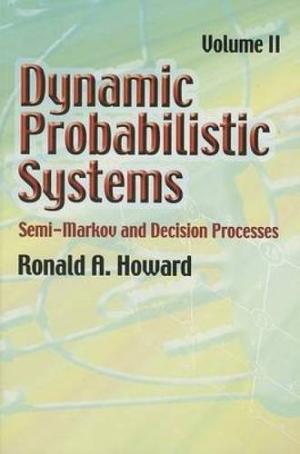 Volume II
Dynamic
Probabilistic
Systems
Semi-Markov and Decision Processes
Ronald A. Howard